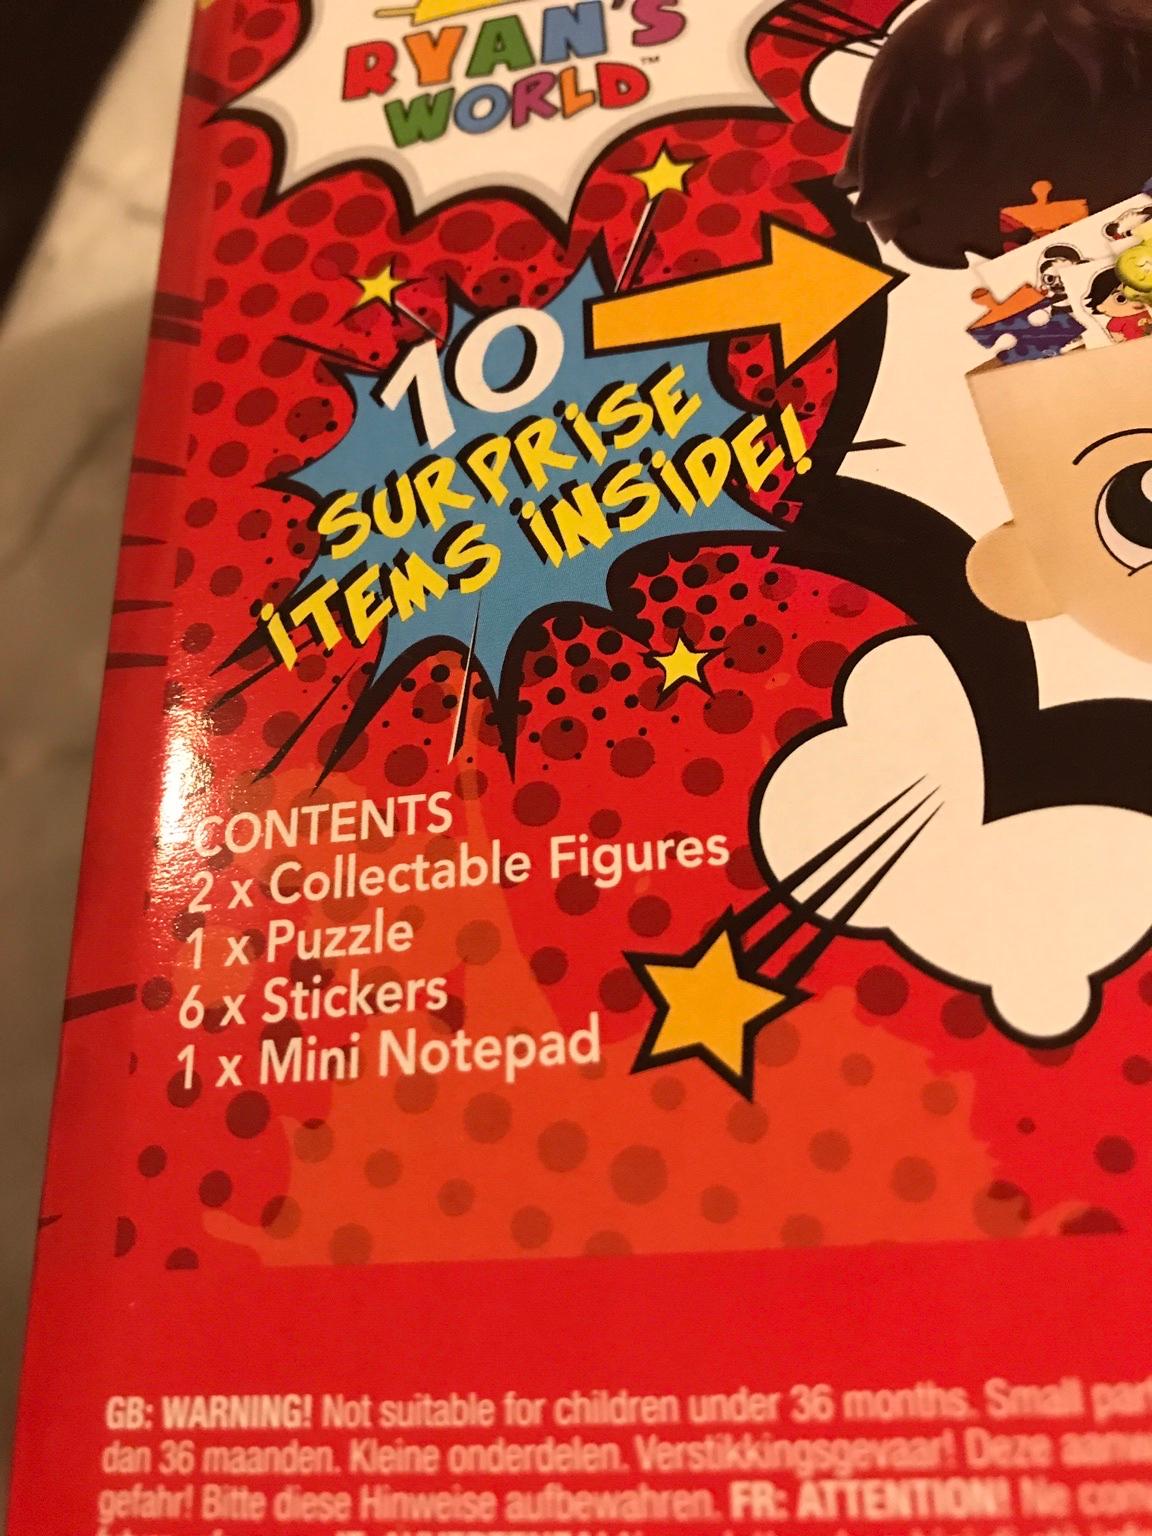 RYAN'S
WORLD™
10
SURPRISE
ITEMS INSIDE!
CONTENTS
2 x Collectable Figures
1 x Puzzle
6 x Stickers
1 x Mini Notepad
GB: WARNING! Not suitable for children under 36 months. Small
dan 36 maanden. Kleine onderdelen. Verstikkingsgevaar! Deze
gefahr! Bitte diese Hinweise aufbewahren. FR: ATTENTION! Ne